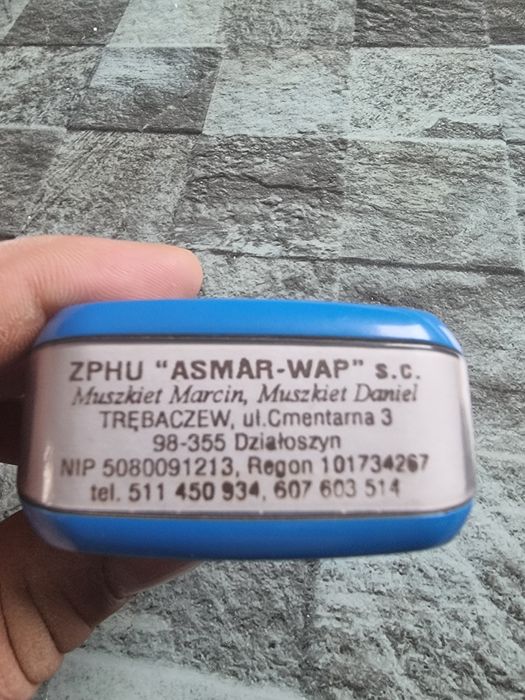 ZPHU "ASMAR-WAP" s.c.
Muszkiet Marcin, Muszkiet Daniel
TRĘBACZEW, ul.Cmentarna 3
98-355 Działoszyn
NIP 5080091213, Regon 101734267
tel. 511 450 934, 607 603 514